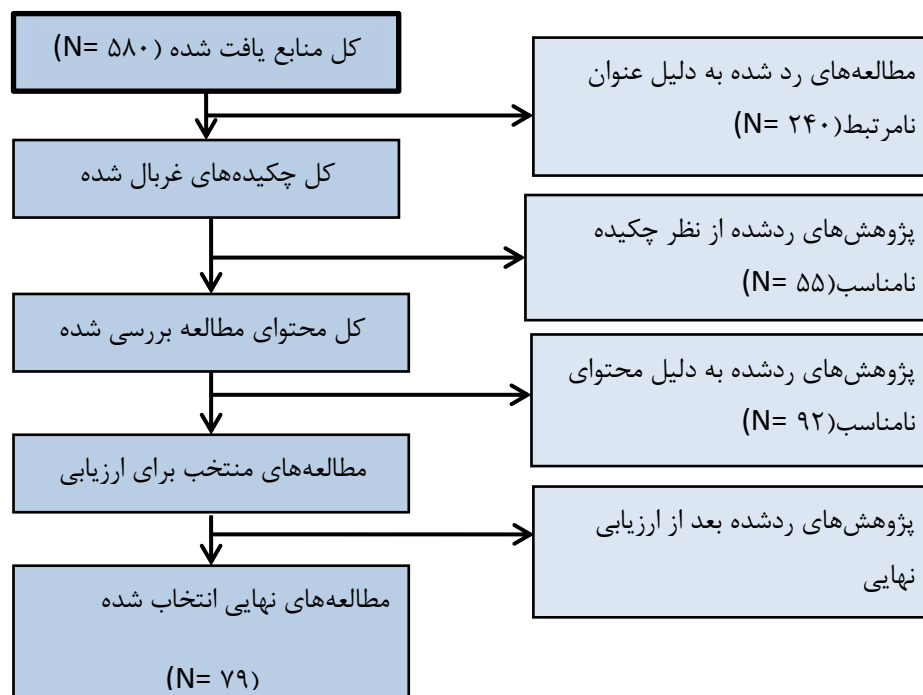 کل منابع یافت شده (N= ۵۸۰)
مطالعه‌های رد شده به دلیل عنوان
نامرتبط(N= ۲۴۰)
کل چکیده‌های غربال شده
پژوهش‌های ردشده از نظر چکیده
نامناسب(N= ۵۵)
کل محتوای مطالعه بررسی شده
پژوهش‌های ردشده به دلیل محتوای
نامناسب(N= ۹۲)
مطالعه‌های منتخب برای ارزیابی
پژوهش‌های ردشده بعد از ارزیابی
نهایی
مطالعه‌های نهایی انتخاب شده
(N= ۷۹)